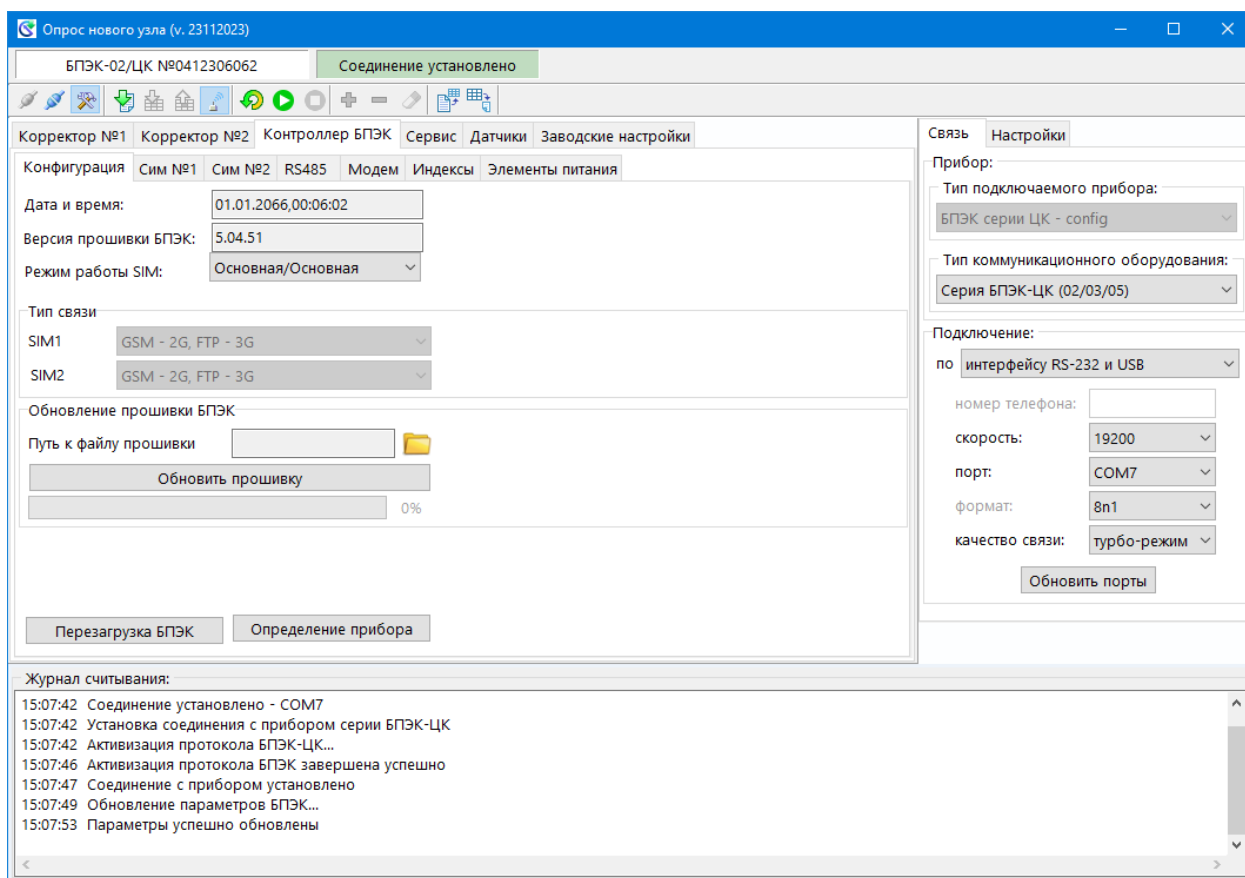 Опрос нового узла (v. 23112023)
БПЭК-02/ЦК №0412306062
Соединение установлено
Корректор №1 Корректор №2 Контроллер БПЭК Сервис Датчики Заводские настройки
Конфигурация Сим №1 Сим №2 RS485 Модем Индексы Элементы питания
Дата и время: 01.01.2066,00:06:02
Версия прошивки БПЭК: 5.04.51
Режим работы SIM: Основная/Основная
Тип связи
SIM1 GSM - 2G, FTP - 3G
SIM2 GSM - 2G, FTP - 3G
Обновление прошивки БПЭК
Путь к файлу прошивки
Обновить прошивку
0%
Перезагрузка БПЭК Определение прибора
Связь Настройки
Прибор:
Тип подключаемого прибора:
БПЭК серии ЦК - config
Тип коммуникационного оборудования:
Серия БПЭК-ЦК (02/03/05)
Подключение:
по интерфейсу RS-232 и USB
номер телефона:
скорость: 19200
порт: COM7
формат: 8n1
качество связи: турбо-режим
Обновить порты
Журнал считывания:
15:07:42 Соединение установлено - COM7
15:07:42 Установка соединения с прибором серии БПЭК-ЦК
15:07:42 Активизация протокола БПЭК-ЦК...
15:07:46 Активизация протокола БПЭК завершена успешно
15:07:47 Соединение с прибором установлено
15:07:49 Обновление параметров БПЭК...
15:07:53 Параметры успешно обновлены